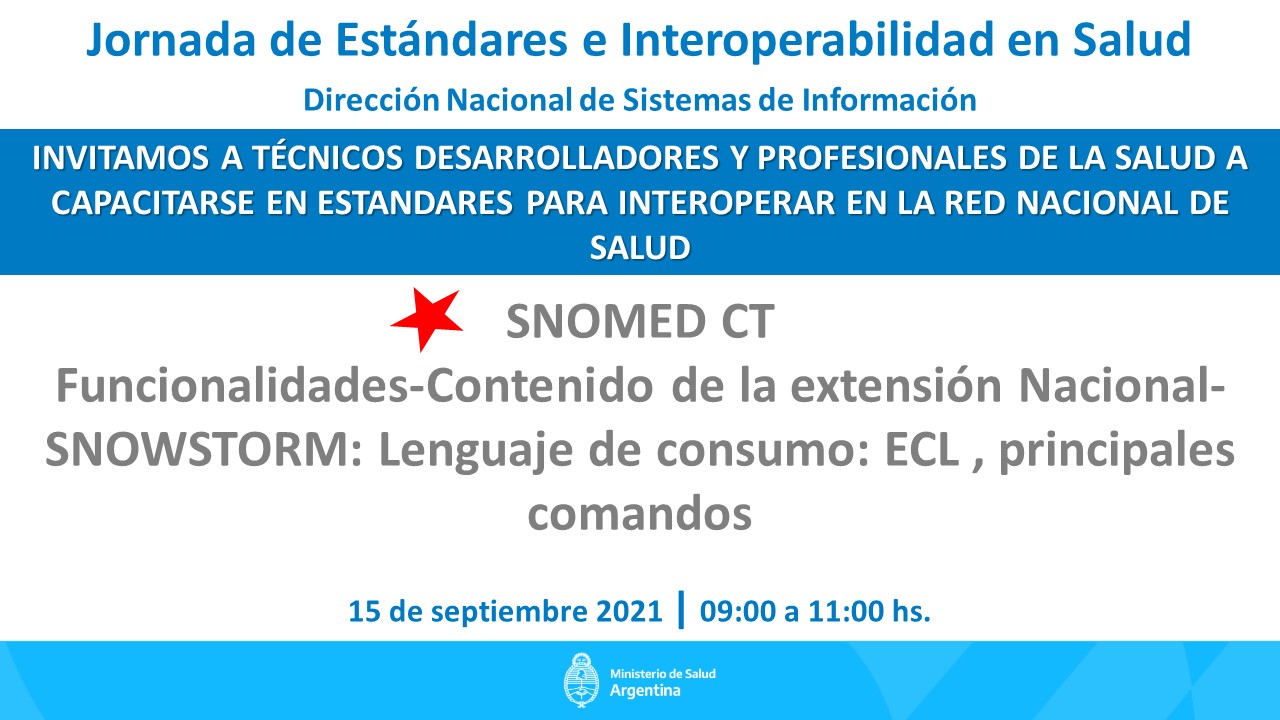 Jornada de Estándares e Interoperabilidad en Salud
Dirección Nacional de Sistemas de Información
INVITAMOS A TÉCNICOS DESARROLLADORES Y PROFESIONALES DE LA SALUD A
CAPACITARSE EN ESTANDARES PARA INTEROPERAR EN LA RED NACIONAL DE
SALUD
SNOMED CT
Funcionalidades-Contenido de la extensión Nacional-
SNOWSTORM: Lenguaje de consumo: ECL , principales
comandos
15 de septiembre 2021 | 09:00 a 11:00 hs.
Ministerio de Salud
Argentina